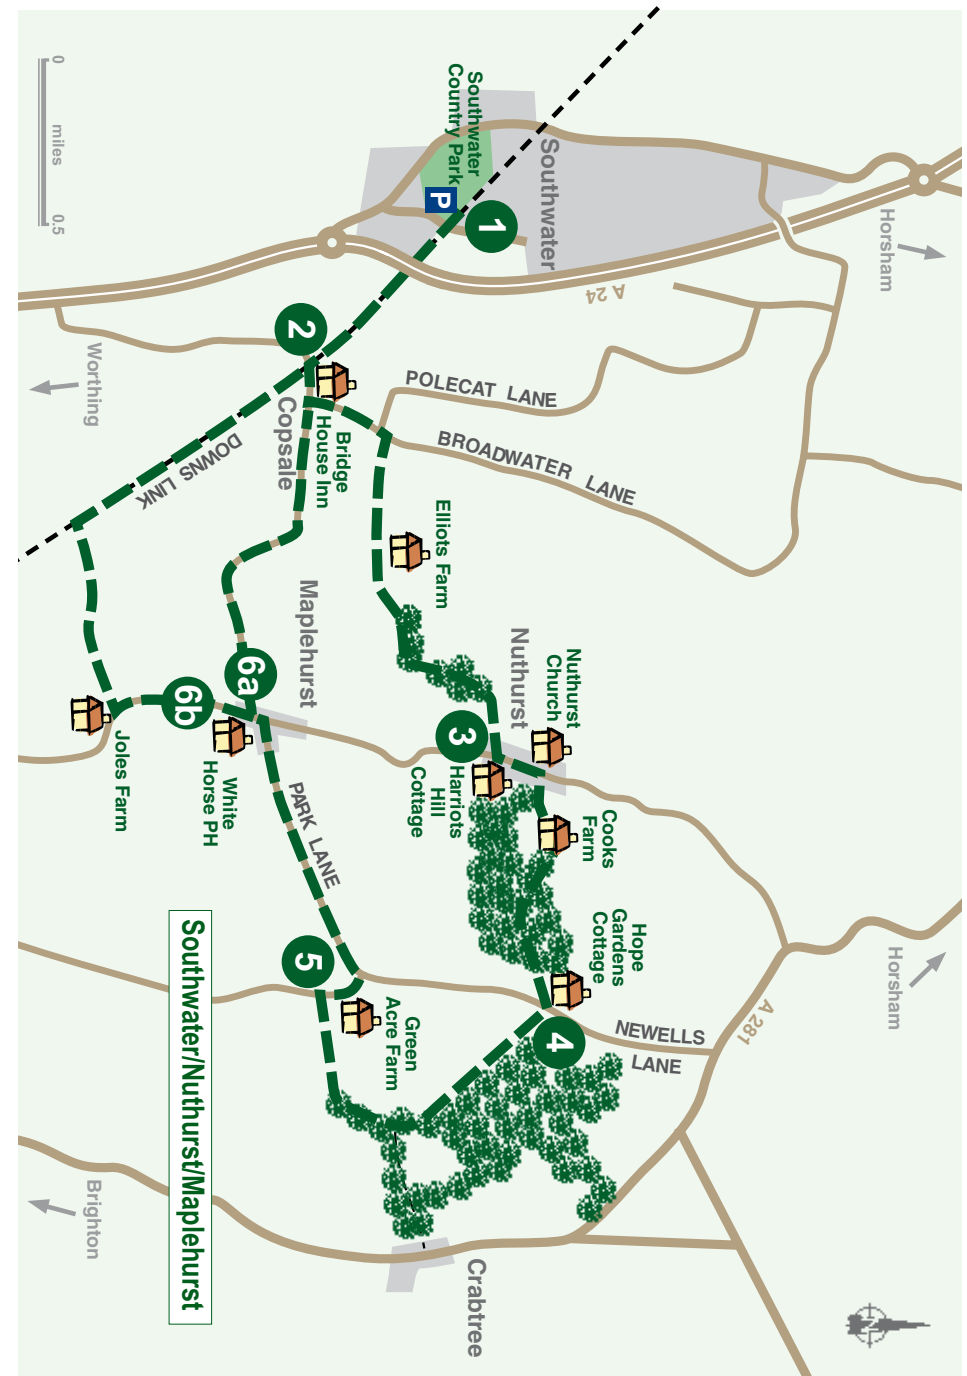 Southwater/Nuthurst/Maplehurst
0
miles
0.5
Southwater
Country Park
P
1
Southwater
Horsham
A 24
2
Worthing
Copsale
Bridge
House Inn
POLECAT LANE
BROADWATER LANE
DOWNS LINK
Elliots Farm
Maplehurst
Nuthurst
Nuthurst
Church
3
Harriots
Hill
Cottage
6a
6b
White
Horse PH
Joles Farm
PARK LANE
Cooks
Farm
Hope
Gardens
Cottage
4
NEWELLS
LANE
A 281
Horsham
5
Green
Acre Farm
Brighton
Crabtree